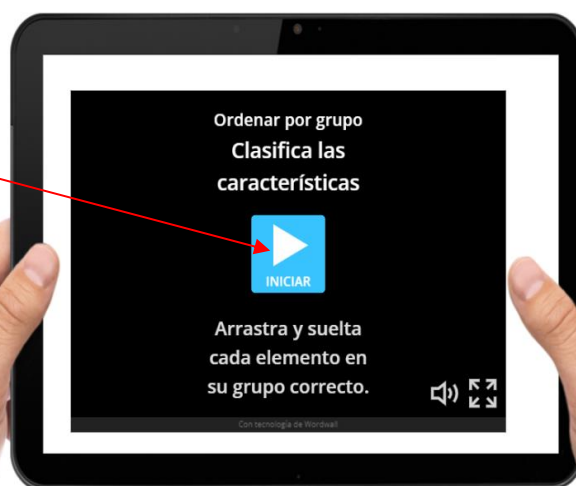 Ordenar por grupo
Clasifica las
características
INICIAR
Arrastra y suelta
cada elemento en
su grupo correcto.
Con tecnología de Wordwall